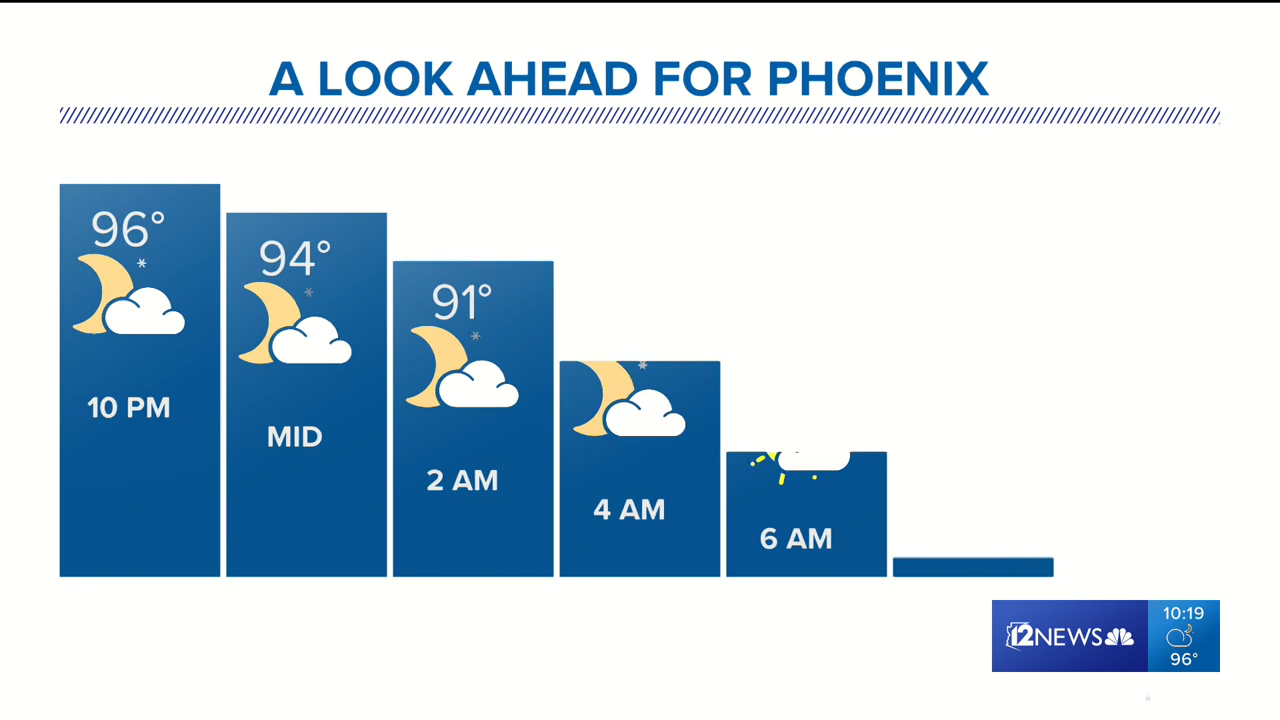 A LOOK AHEAD FOR PHOENIX
96°
94°
91°
10 PM
MID
2 AM
4 AM
6 AM
12NEWS
10:19
96°